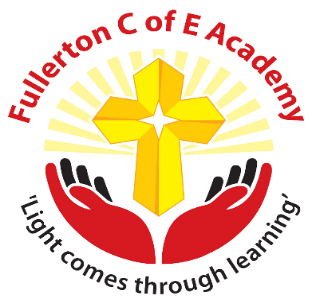 Fullerton C of E Academy
'Light comes through learning'